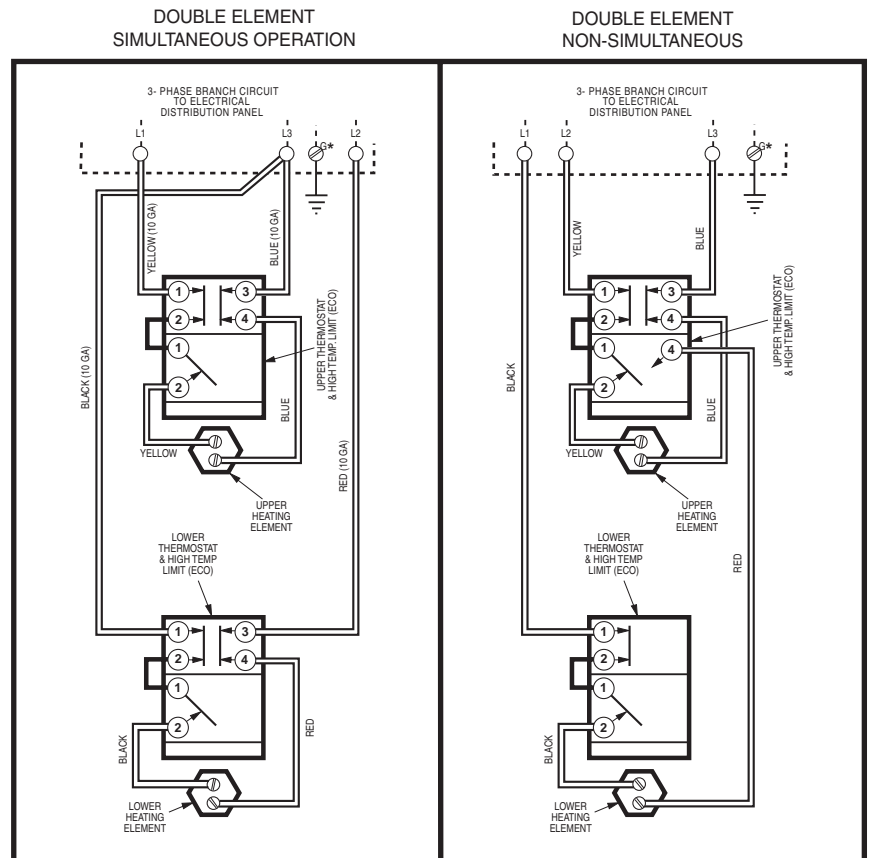 DOUBLE ELEMENT
SIMULTANEOUS OPERATION
3- PHASE BRANCH CIRCUIT
TO ELECTRICAL
DISTRIBUTION PANEL
L1
L3
G*
L2
YELLOW (10 GA)
BLUE (10 GA)
BLACK (10 GA)
1
3
2
4
1
2
UPPER THERMOSTAT
& HIGH TEMP. LIMIT (ECO)
BLUE
YELLOW
RED (10 GA)
UPPER
HEATING
ELEMENT
LOWER
THERMOSTAT
& HIGH TEMP
LIMIT (ECO)
1
3
2
4
1
2
BLACK
RED
LOWER
HEATING
ELEMENT
DOUBLE ELEMENT
NON-SIMULTANEOUS
3- PHASE BRANCH CIRCUIT
TO ELECTRICAL
DISTRIBUTION PANEL
L1
L2
L3
G*
YELLOW
BLUE
BLACK
1
3
2
4
1
4
2
UPPER THERMOSTAT
& HIGH TEMP. LIMIT (ECO)
BLUE
YELLOW
UPPER
HEATING
ELEMENT
RED
LOWER
THERMOSTAT
& HIGH TEMP
LIMIT (ECO)
1
2
1
2
BLACK
LOWER
HEATING
ELEMENT